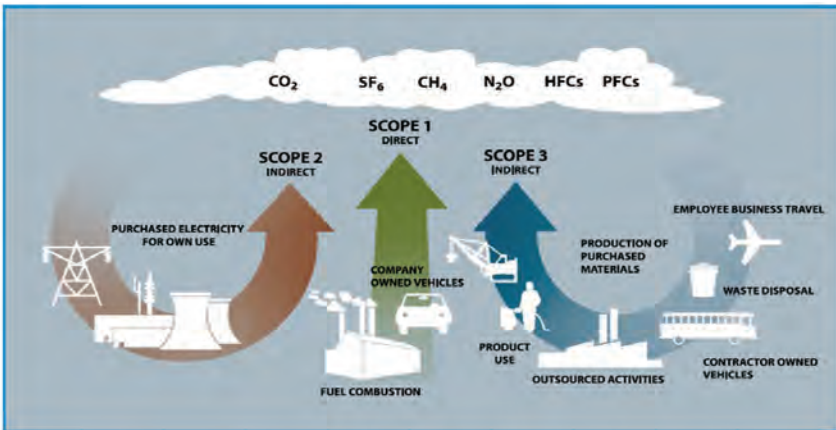 CO₂ SF₆ CH₄ N₂O HFCs PFCs
SCOPE 1
DIRECT
SCOPE 2
INDIRECT
SCOPE 3
INDIRECT
PURCHASED ELECTRICITY
FOR OWN USE
COMPANY
OWNED VEHICLES
FUEL COMBUSTION
PRODUCT
USE
PRODUCTION OF
PURCHASED
MATERIALS
OUTSOURCED ACTIVITIES
EMPLOYEE BUSINESS TRAVEL
WASTE DISPOSAL
CONTRACTOR OWNED
VEHICLES